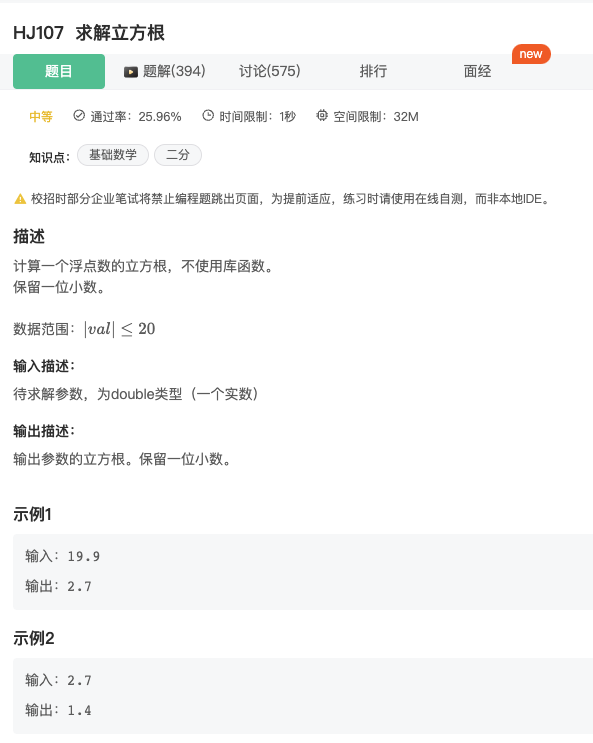 HJ107 求解立方根
new
题目 题解(394) 讨论(575) 排行 面经
中等 通过率：25.96% 时间限制：1秒 空间限制：32M
知识点： 基础数学 二分
校招时部分企业笔试将禁止编程题跳出页面，为提前适应，练习时请使用在线自测，而非本地IDE。
描述
计算一个浮点数的立方根，不使用库函数。
保留一位小数。
数据范围：|val| ≤ 20
输入描述：
待求解参数，为double类型（一个实数）
输出描述：
输出参数的立方根。保留一位小数。
示例1
输入：19.9
输出：2.7
示例2
输入：2.7
输出：1.4